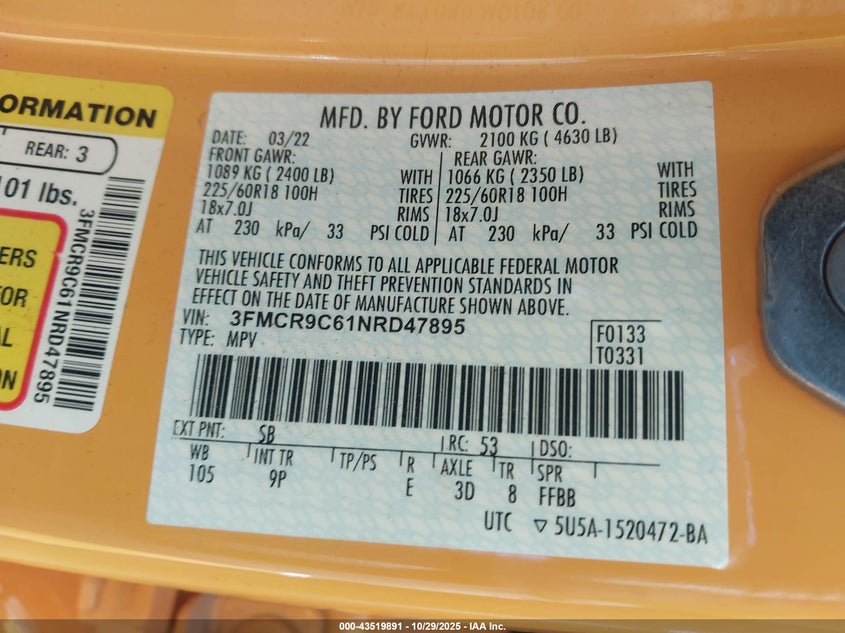 ORMATION
REAR: 3
101 lbs.
ERS
TOR
AL
ON
3FMCR9C61NRD47895
MFD. BY FORD MOTOR CO.
DATE: 03/22 GVWR: 2100 KG ( 4630 LB)
FRONT GAWR: REAR GAWR:
1089 KG ( 2400 LB) WITH 1066 KG ( 2350 LB) WITH
225/60R18 100H TIRES 225/60R18 100H TIRES
18x7.0J RIMS 18x7.0J RIMS
AT 230 kPa/ 33 PSI COLD AT 230 kPa/ 33 PSI COLD
THIS VEHICLE CONFORMS TO ALL APPLICABLE FEDERAL MOTOR
VEHICLE SAFETY AND THEFT PREVENTION STANDARDS IN
EFFECT ON THE DATE OF MANUFACTURE SHOWN ABOVE.
VIN: 3FMCR9C61NRD47895
TYPE: MPV
F0133
T0331
EXT PNT: SB RC: 53 DSO:
WB INT TR TP/PS R AXLE TR SPR
105 9P E 3D 8 FFBB
UTC ▽ 5U5A-1520472-BA
000-43519891 | 10/29/2025 - IAA Inc.